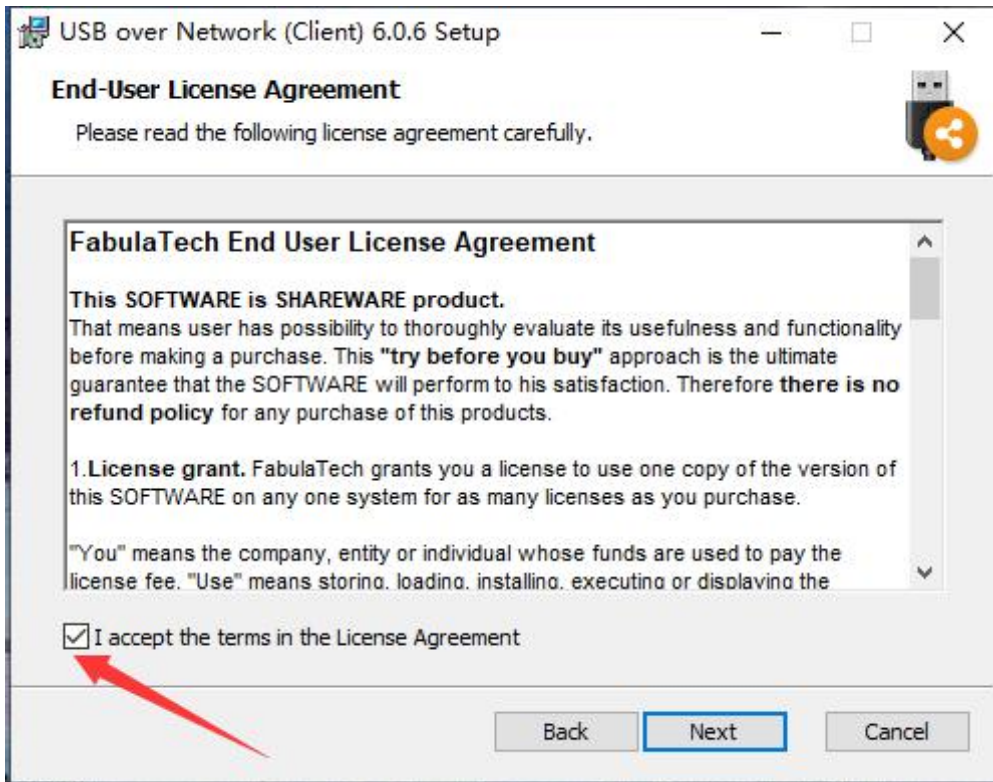 USB over Network (Client) 6.0.6 Setup
End-User License Agreement
Please read the following license agreement carefully.
FabulaTech End User License Agreement
This SOFTWARE is SHAREWARE product.
That means user has possibility to thoroughly evaluate its usefulness and functionality
before making a purchase. This "try before you buy" approach is the ultimate
guarantee that the SOFTWARE will perform to his satisfaction. Therefore there is no
refund policy for any purchase of this products.
1.License grant. FabulaTech grants you a license to use one copy of the version of
this SOFTWARE on any one system for as many licenses as you purchase.
"You" means the company, entity or individual whose funds are used to pay the
license fee. "Use" means storing, loading, installing, executing or displaying the
I accept the terms in the License Agreement
Back Next Cancel